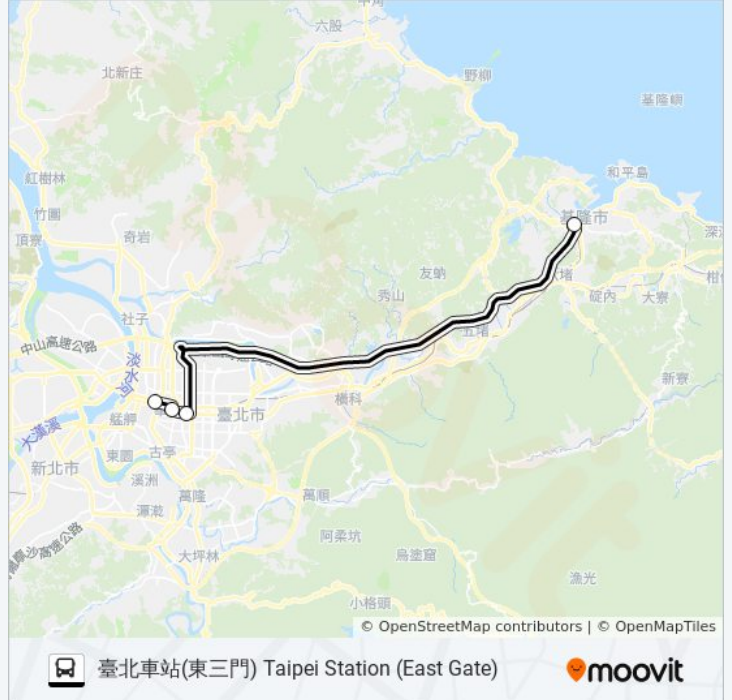 六股
北新庄
野柳
基隆嶼
和平島
紅樹林
竹圍
頂寮
奇岩
基隆市
深
友蚋
堵
碇內
大寮
秀山
社子
五堵
中山高速公路
淡水河
新寮
橫科
艋舺
臺北市
大漢溪
東園
古亭
新北市
溪洲
萬隆
萬順
大坪林
阿柔坑
烏塗窟
漁光
小格頭
© OpenStreetMap contributors | © OpenMapTiles
臺北車站(東三門) Taipei Station (East Gate)
moovit